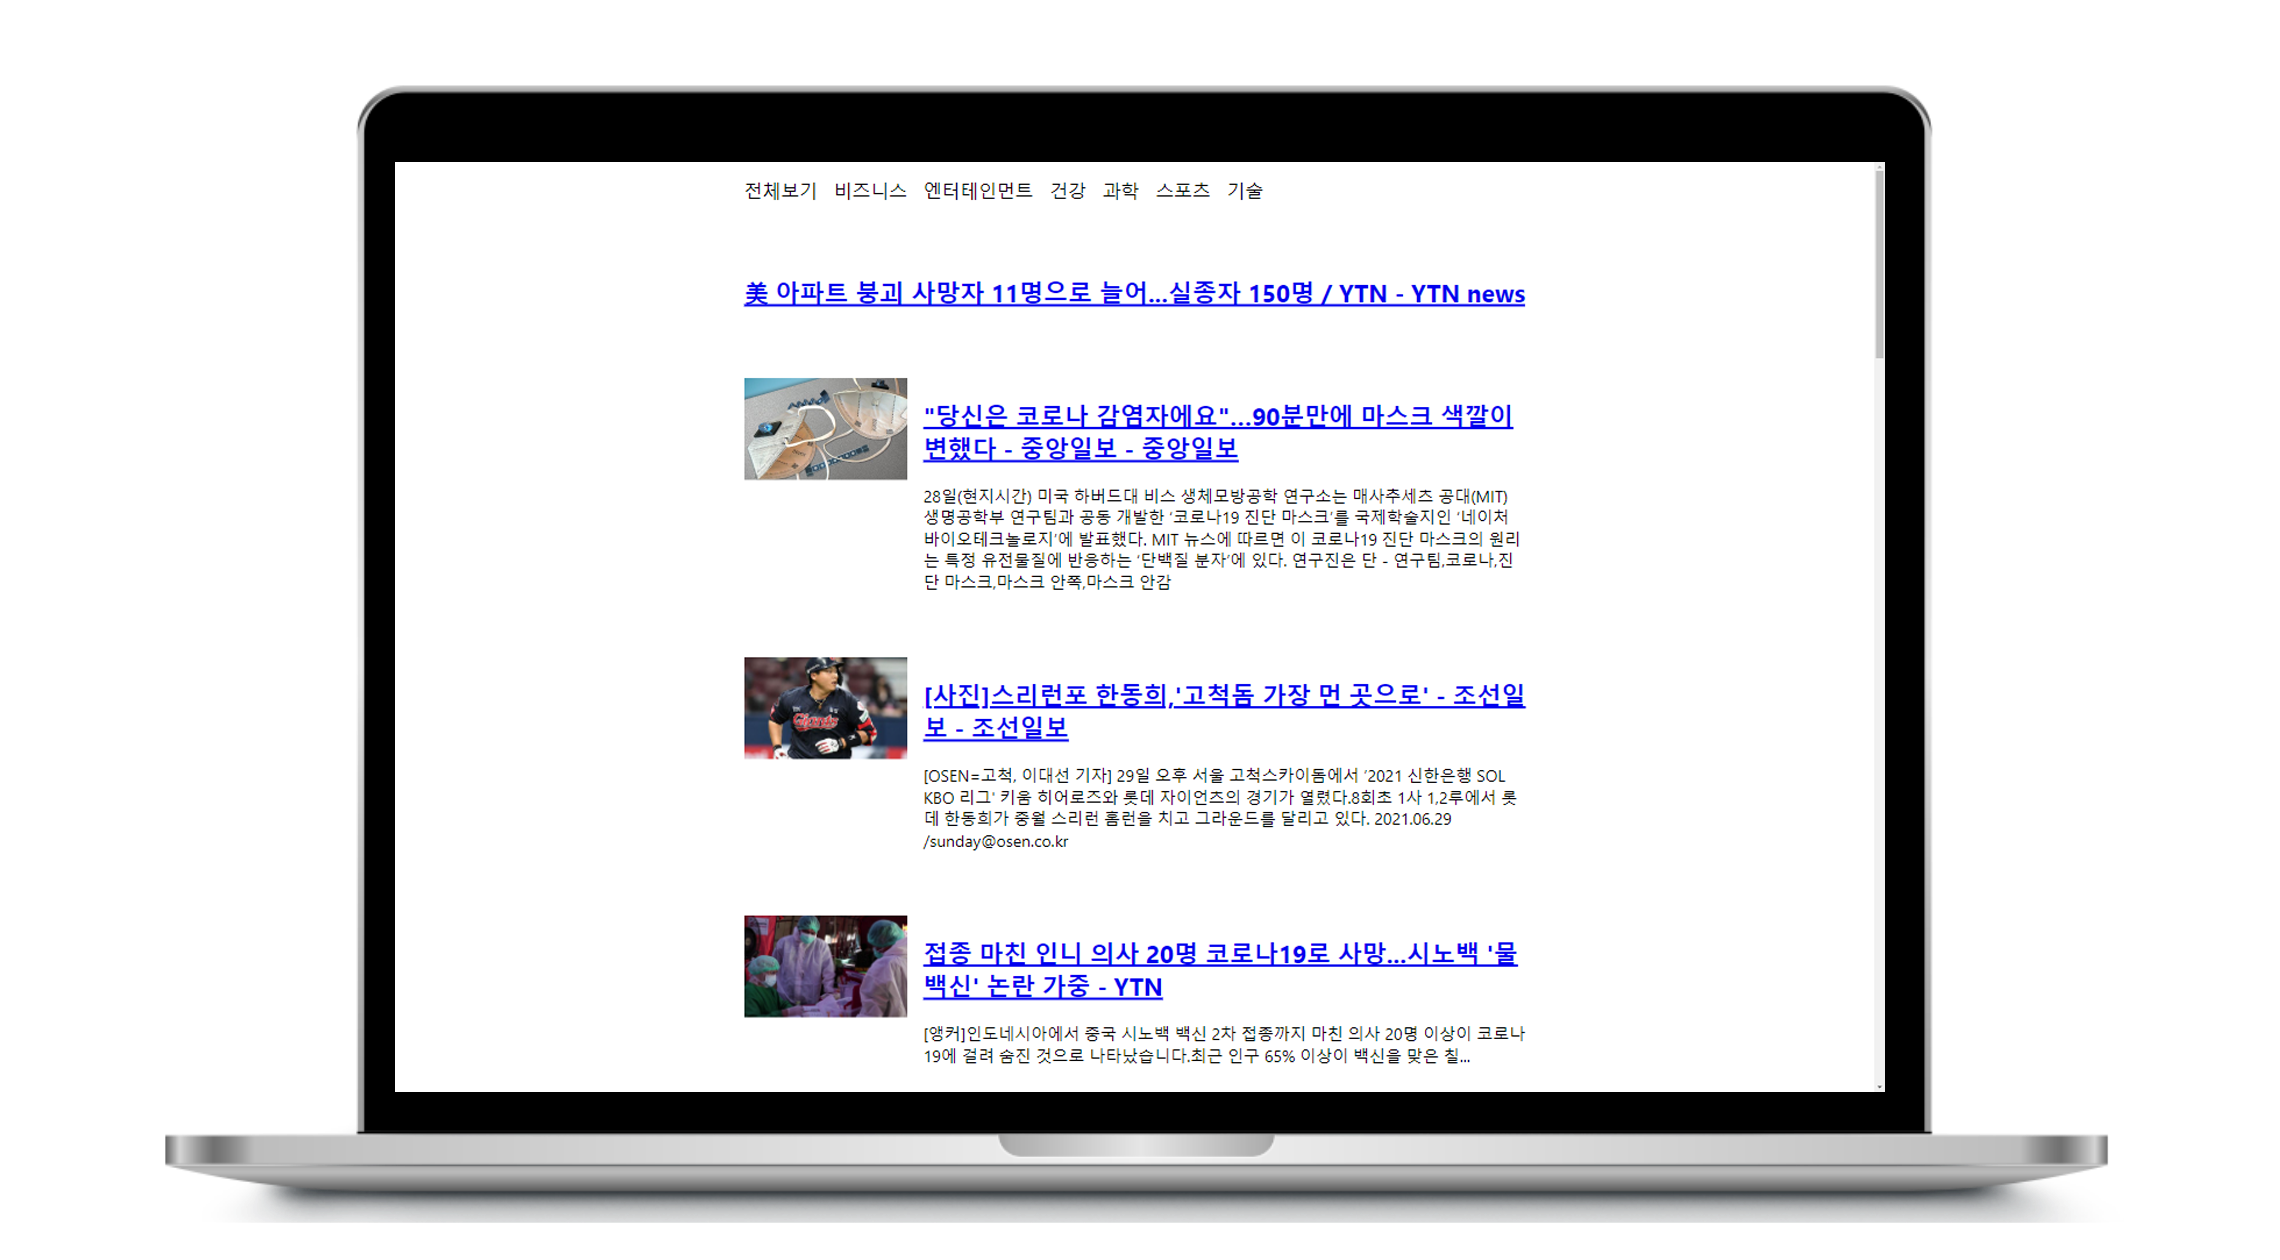 전체보기 비즈니스 엔터테인먼트 건강 과학 스포츠 기술
美 아파트 붕괴 사망자 11명으로 늘어...실종자 150명 / YTN - YTN news
"당신은 코로나 감염자에요"...90분만에 마스크 색깔이
변했다 - 중앙일보 - 중앙일보
28일(현지시간) 미국 하버드대 비스 생체모방공학 연구소는 매사추세츠 공대(MIT)
생명공학부 연구팀과 공동 개발한 ‘코로나19 진단 마스크’를 국제학술지인 ‘네이처
바이오테크놀로지’에 발표했다. MIT 뉴스에 따르면 이 코로나19 진단 마스크의 원리
는 특정 유전물질에 반응하는 ‘단백질 분자’에 있다. 연구진은 단 - 연구팀,코로나,진
단 마스크,마스크 안쪽,마스크 안감
[사진]스리런포 한동희,'고척돔 가장 먼 곳으로' - 조선일
보 - 조선일보
Giants
[OSEN=고척, 이대선 기자] 29일 오후 서울 고척스카이돔에서 ‘2021 신한은행 SOL
KBO 리그' 키움 히어로즈와 롯데 자이언츠의 경기가 열렸다.8회초 1사 1,2루에서 롯
데 한동희가 중월 스리런 홈런을 치고 그라운드를 달리고 있다. 2021.06.29
/sunday@osen.co.kr
접종 마친 인니 의사 20명 코로나19로 사망...시노백 '물
백신' 논란 가중 - YTN
[앵커]인도네시아에서 중국 시노백 백신 2차 접종까지 마친 의사 20명 이상이 코로나
19에 걸려 숨진 것으로 나타났습니다.최근 인구 65% 이상이 백신을 맞은 칠...